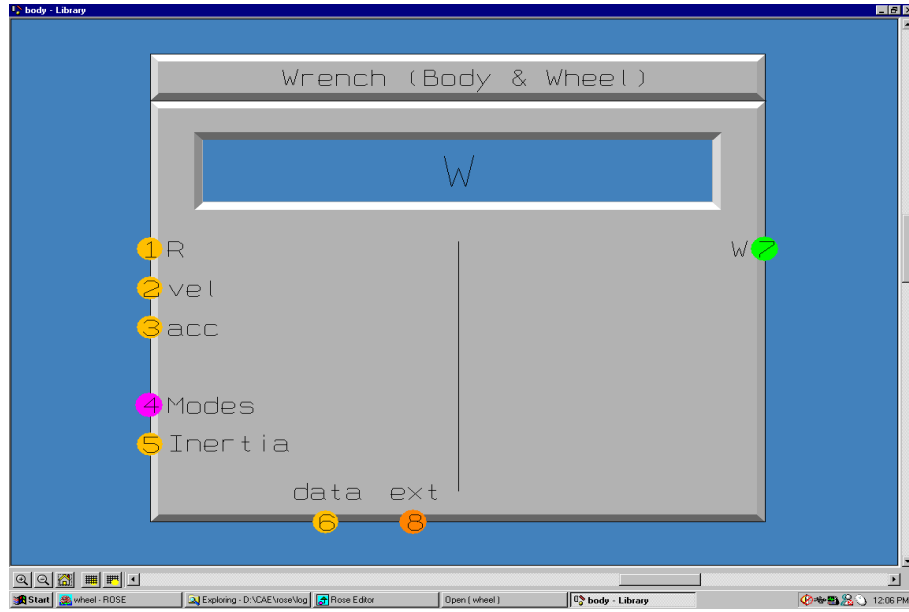 body - Library
Wrench (Body & Wheel)
W
1 R
W 7
2 vel
3 acc
4 Modes
5 Inertia
data ext
6 8
Start wheel - ROSE Exploring - D:\CAE\rose\log Rose Editor Open ( wheel ) body - Library 12:06 PM